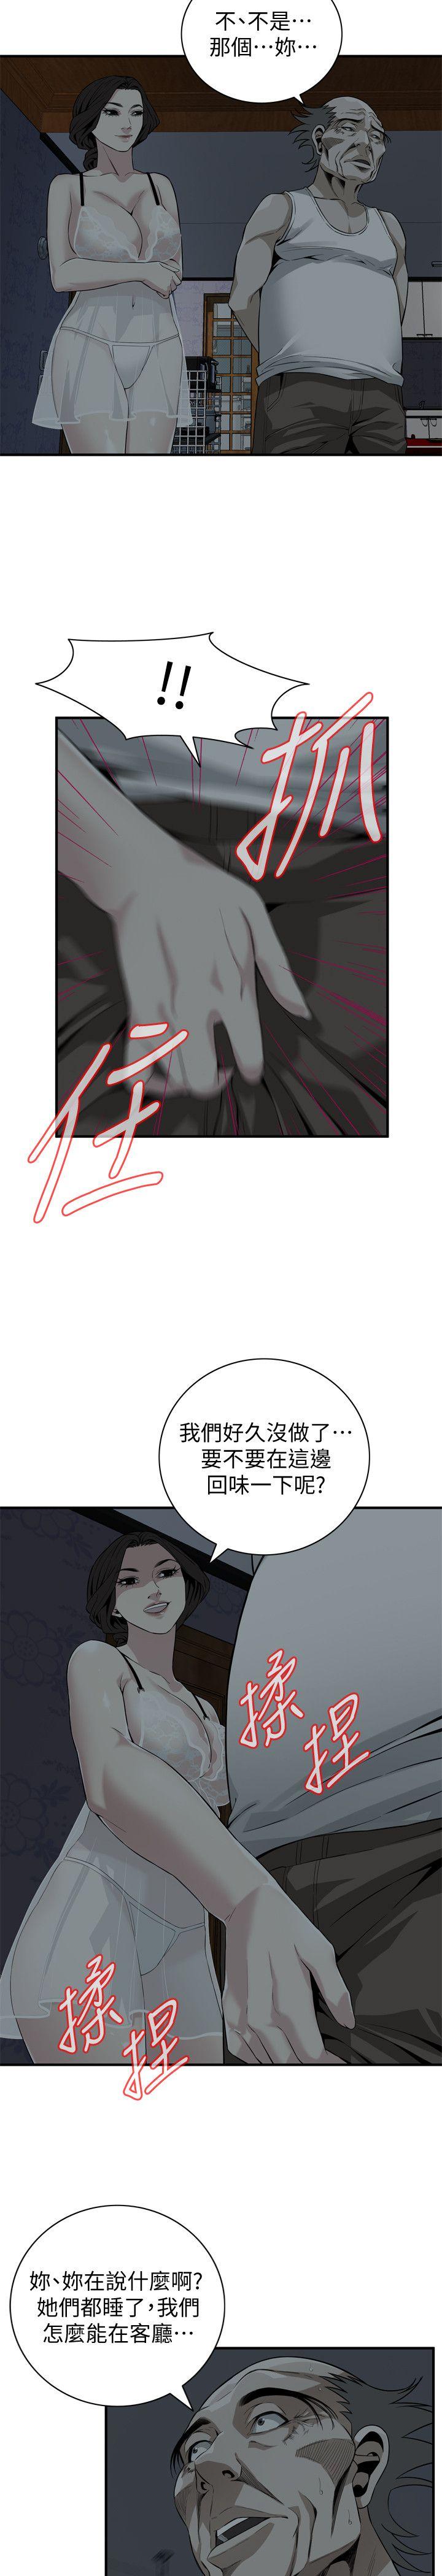 不、不是⋯
那個⋯妳⋯
!!
抓
住
我們好久沒做了⋯
要不要在這邊
回味一下呢?
揉
捏
揉
捏
妳、妳在說什麼啊?
她們都睡了，我們
怎麼能在客廳⋯